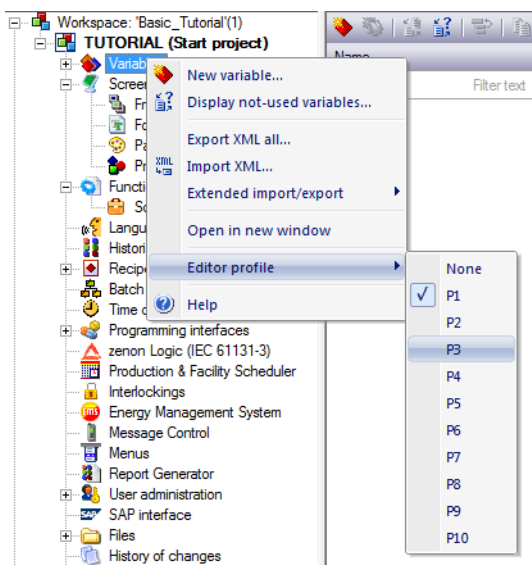 Workspace: 'Basic_Tutorial'(1)
TUTORIAL (Start project)
Variab
Screen
Fr
Fo
Pa
Pr
Functi
Sc
Langu
Histori
Recipe
Batch
Time c
Programming interfaces
zenon Logic (IEC 61131-3)
Production & Facility Scheduler
Interlockings
Energy Management System
Message Control
Menus
Report Generator
User administration
SAP interface
Files
History of changes
Name
Filter text
New variable...
Display not-used variables...
Export XML all...
Import XML...
Extended import/export
Open in new window
Editor profile
Help
None
P1
P2
P3
P4
P5
P6
P7
P8
P9
P10